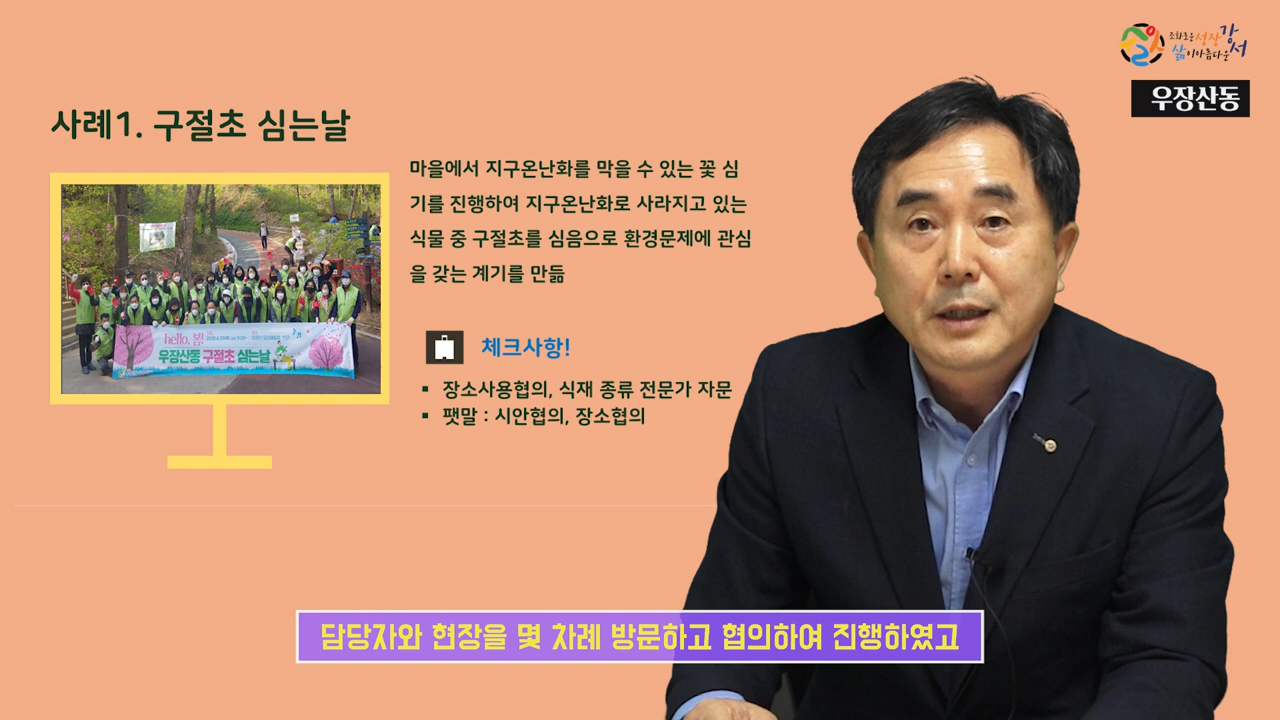 조화로운 성장 강서
삶이 아름다운
우장산동
사례1. 구절초 심는날
마을에서 지구온난화를 막을 수 있는 꽃 심
기를 진행하여 지구온난화로 사라지고 있는
식물 중 구절초를 심음으로 환경문제에 관심
을 갖는 계기를 만듦
hello, 봄!
우장산동 구절초 심는날
체크사항!
▪ 장소사용협의, 식재 종류 전문가 자문
▪ 팻말 : 시안협의, 장소협의
담당자와 현장을 몇 차례 방문하고 협의하여 진행하였고